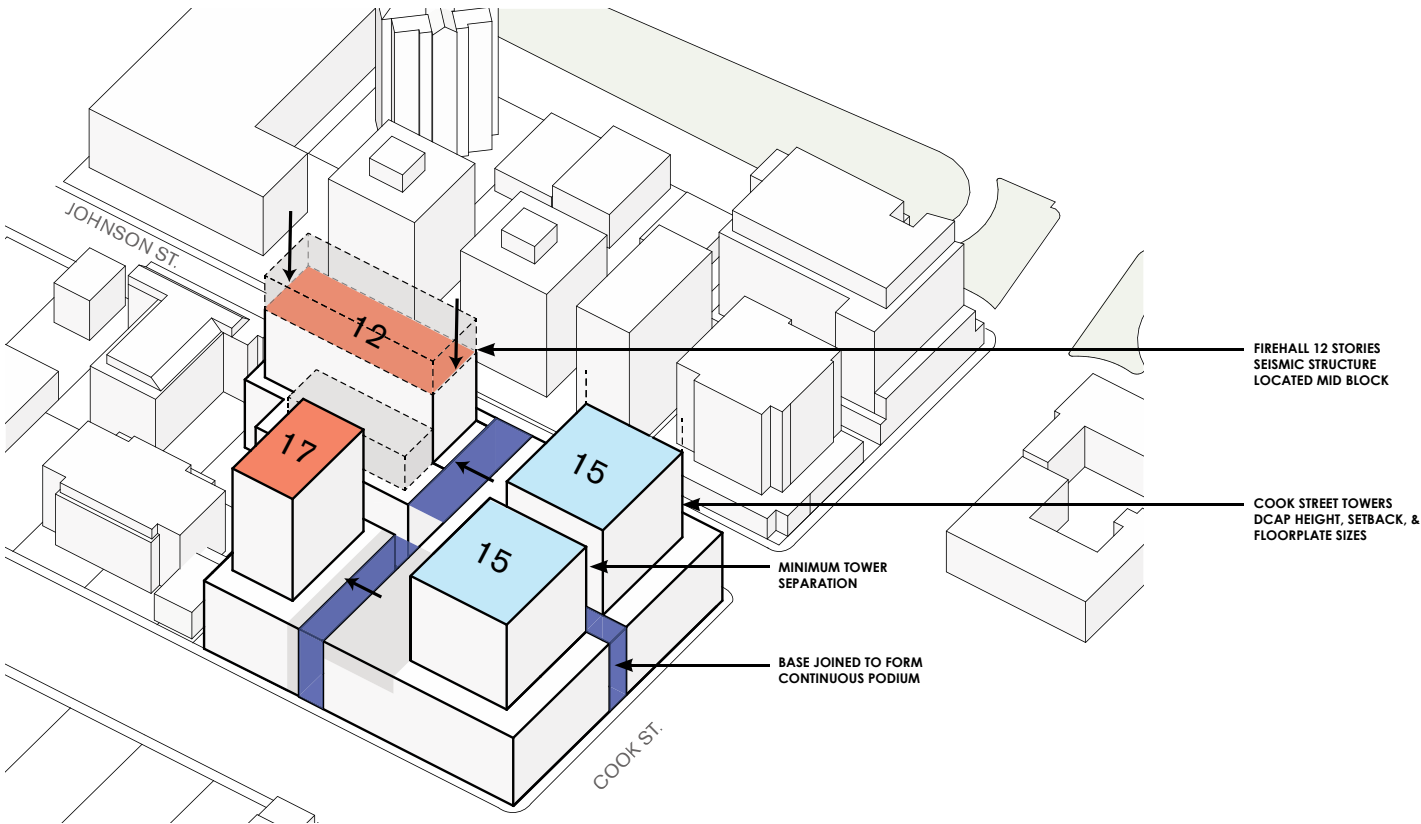 JOHNSON ST.
12
FIREHALL 12 STORIES
SEISMIC STRUCTURE
LOCATED MID BLOCK
17
15
COOK STREET TOWERS
DCAP HEIGHT, SETBACK, &
FLOORPLATE SIZES
15
MINIMUM TOWER
SEPARATION
BASE JOINED TO FORM
CONTINUOUS PODIUM
COOK ST.